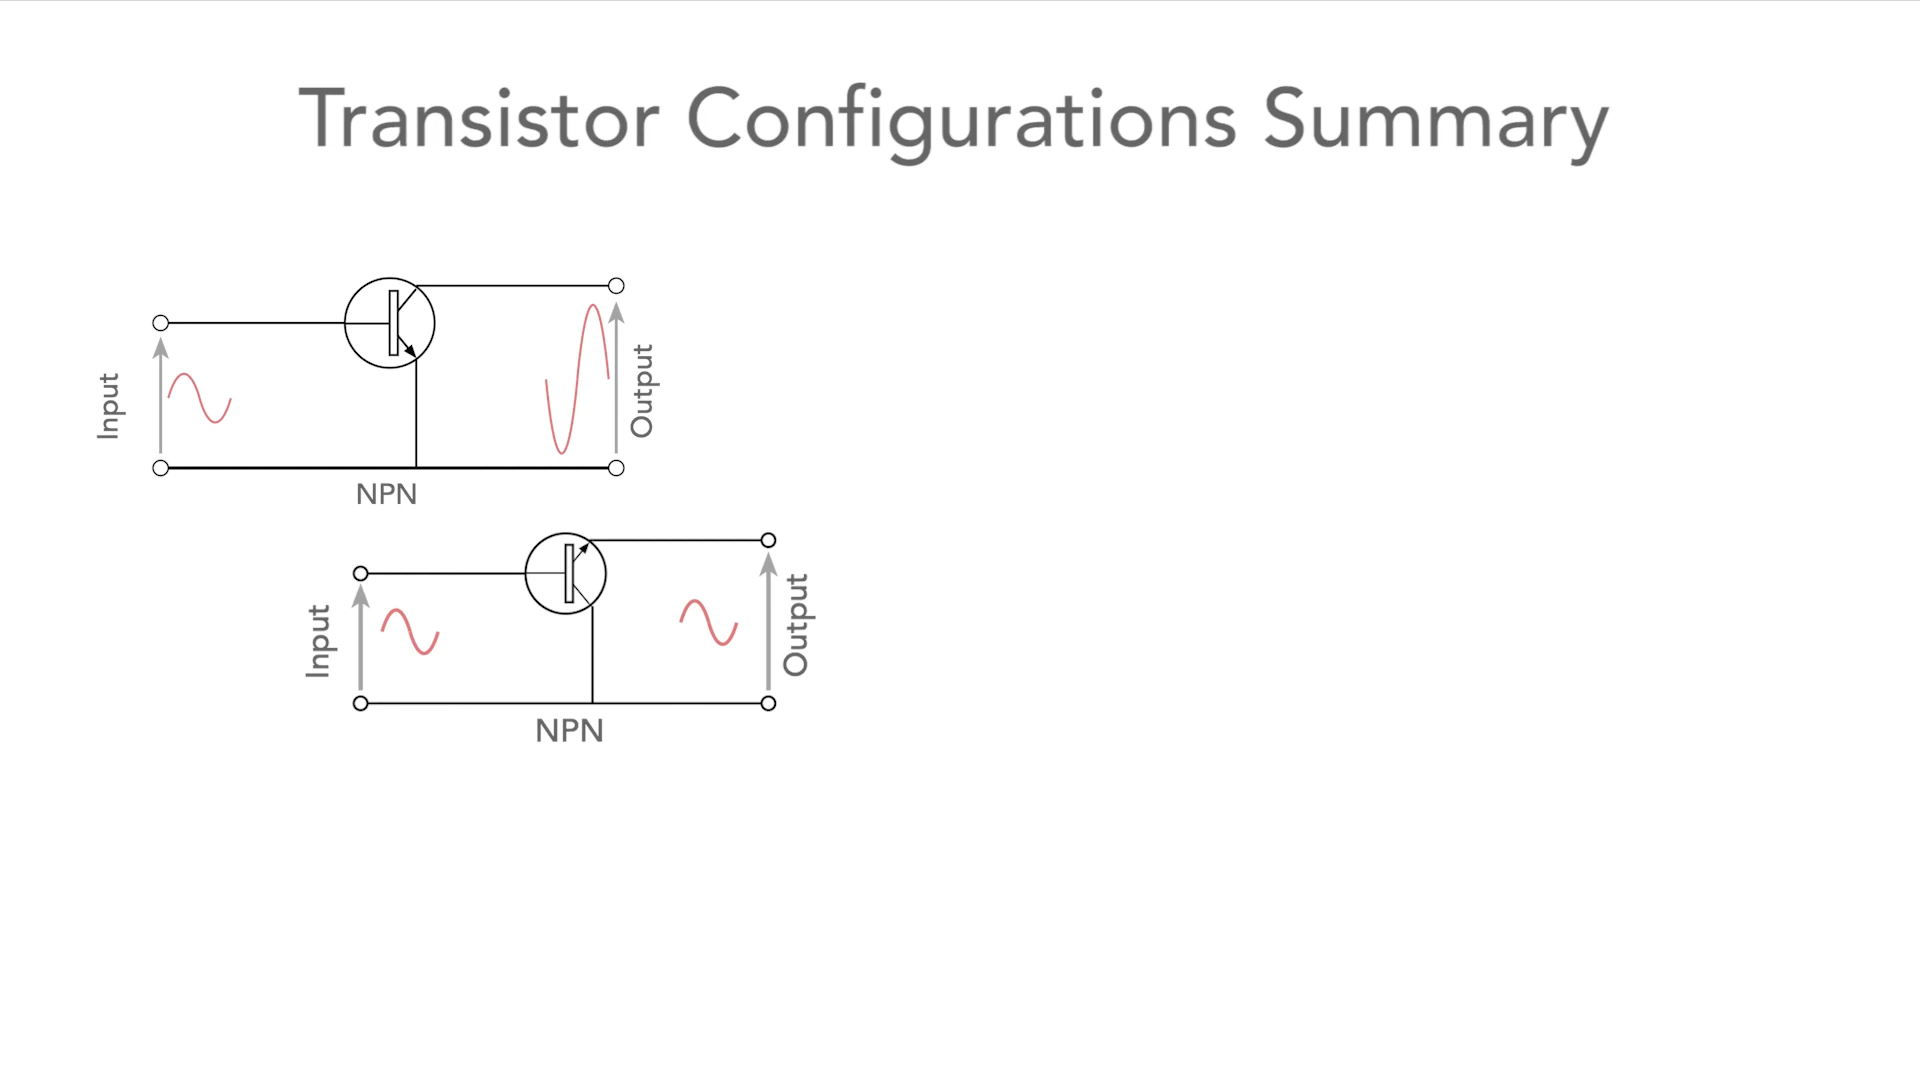 Transistor Configurations Summary
Input
Output
NPN
Input
Output
NPN